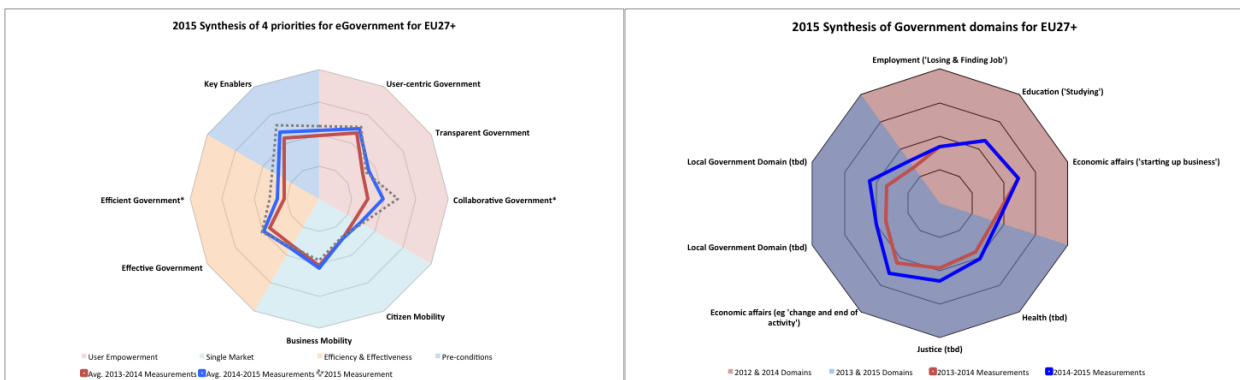 2015 Synthesis of 4 priorities for eGovernment for EU27+
Key Enablers
User-centric Government
Transparent Government
Efficient Government*
Collaborative Government*
Effective Government
Citizen Mobility
Business Mobility
User Empowerment
Single Market
Efficiency & Effectiveness
Pre-conditions
Avg. 2013-2014 Measurements
Avg. 2014-2015 Measurements
2015 Measurement
2015 Synthesis of Government domains for EU27+
Employment ('Losing & Finding Job')
Education ('Studying')
Local Government Domain (tbd)
Economic affairs ('starting up business')
Local Government Domain (tbd)
Economic affairs (eg 'change and end of
activity')
Health (tbd)
Justice (tbd)
2012 & 2014 Domains
2013 & 2015 Domains
2013-2014 Measurements
2014-2015 Measurements